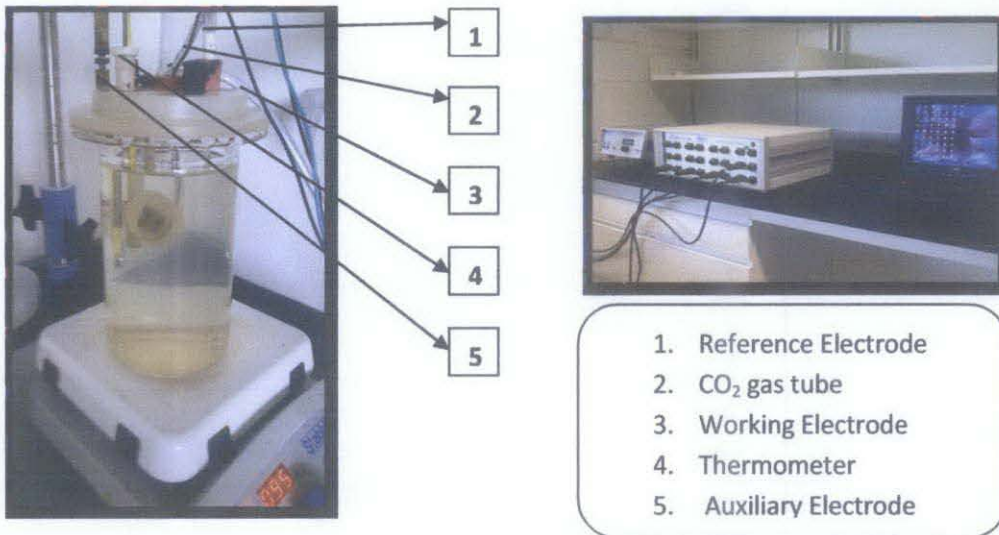 1
2
3
4
5
1. Reference Electrode
2. CO₂ gas tube
3. Working Electrode
4. Thermometer
5. Auxiliary Electrode